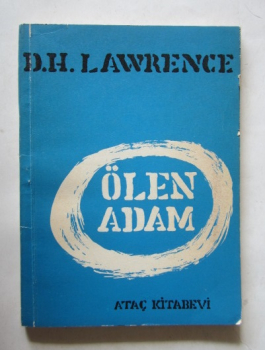 D.H. LAWRENCE
ÖLEN
ADAM
ATAÇ KİTABEVİ